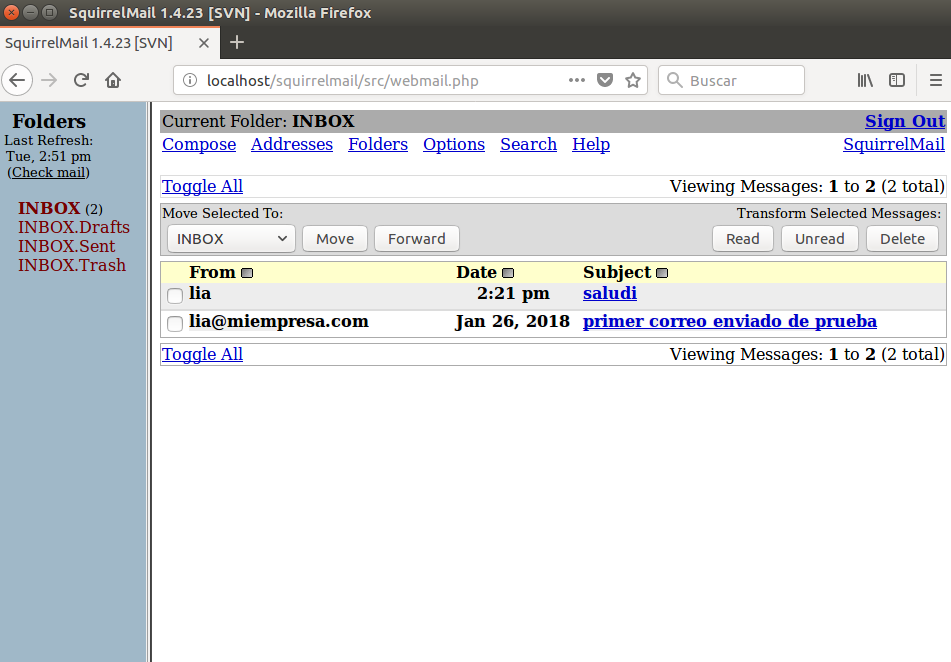 SquirrelMail 1.4.23 [SVN] - Mozilla Firefox
SquirrelMail 1.4.23 [SVN]
localhost/squirrelmail/src/webmail.php
Buscar
Folders
Last Refresh:
Tue, 2:51 pm
(Check mail)
INBOX (2)
INBOX.Drafts
INBOX.Sent
INBOX.Trash
Current Folder: INBOX Sign Out
Compose Addresses Folders Options Search Help SquirrelMail
Toggle All Viewing Messages: 1 to 2 (2 total)
Move Selected To: Transform Selected Messages:
INBOX Move Forward Read Unread Delete
From Date Subject
lia 2:21 pm saludi
lia@miempresa.com Jan 26, 2018 primer correo enviado de prueba
Toggle All Viewing Messages: 1 to 2 (2 total)